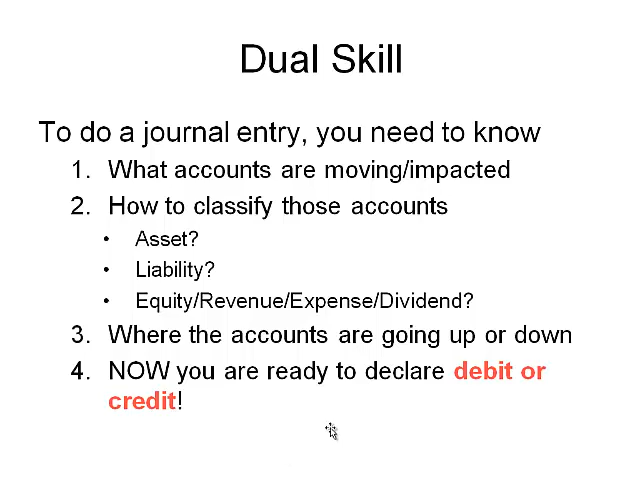 Dual Skill
To do a journal entry, you need to know
1. What accounts are moving/impacted
2. How to classify those accounts
• Asset?
• Liability?
• Equity/Revenue/Expense/Dividend?
3. Where the accounts are going up or down
4. NOW you are ready to declare debit or
credit!